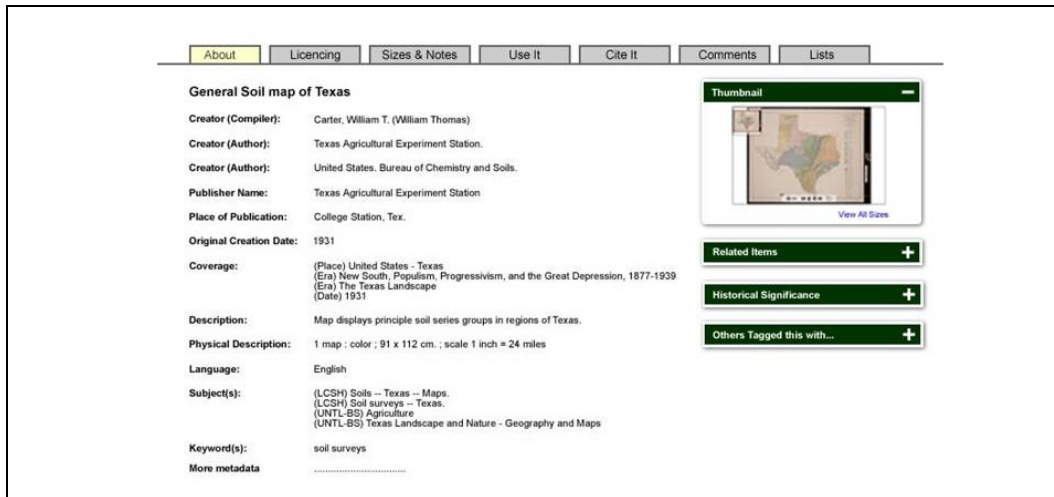 About Licencing Sizes & Notes Use It Cite It Comments Lists
General Soil map of Texas
Creator (Compiler): Carter, William T. (William Thomas)
Creator (Author): Texas Agricultural Experiment Station.
Creator (Author): United States. Bureau of Chemistry and Soils.
Publisher Name: Texas Agricultural Experiment Station
Place of Publication: College Station, Tex.
Original Creation Date: 1931
Coverage: (Place) United States - Texas
(Era) New South, Populism, Progressivism, and the Great Depression, 1877-1939
(Era) The Texas Landscape
(Date) 1931
Description: Map displays principle soil series groups in regions of Texas.
Physical Description: 1 map : color ; 91 x 112 cm. ; scale 1 inch = 24 miles
Language: English
Subject(s): (LCSH) Soils -- Texas -- Maps.
(LCSH) Soil surveys -- Texas.
(UNTL-BS) Agriculture
(UNTL-BS) Texas Landscape and Nature - Geography and Maps
Keyword(s): soil surveys
More metadata .................................
Thumbnail
View All Sizes
Related Items
Historical Significance
Others Tagged this with...